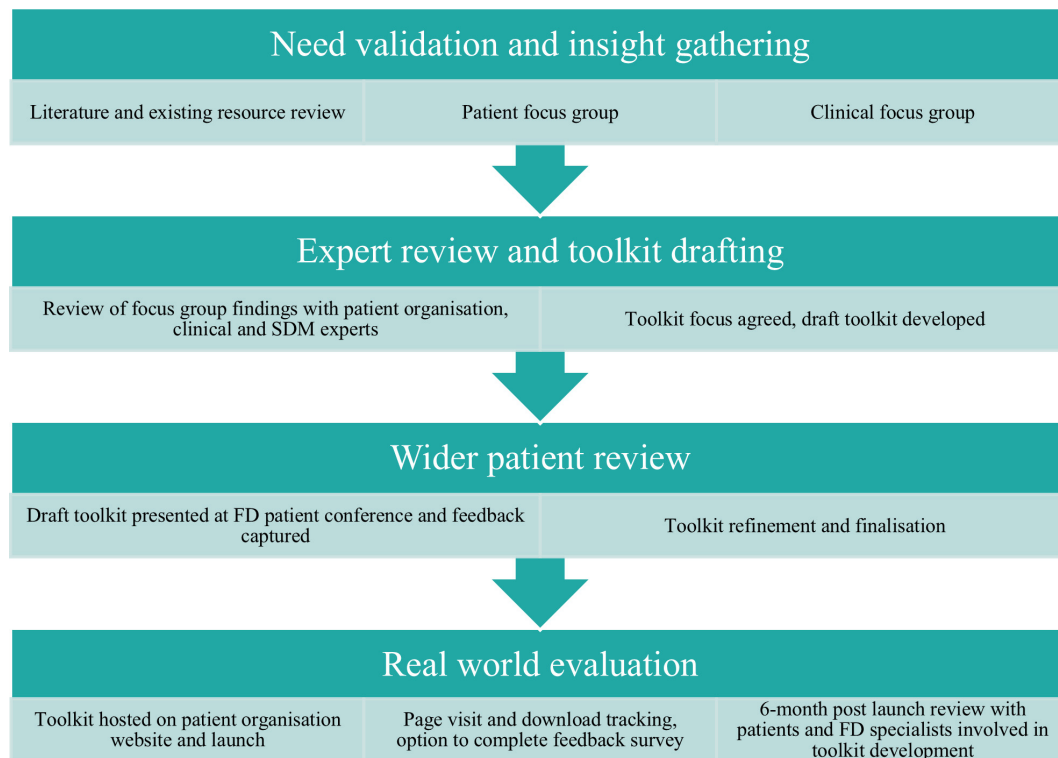 Need validation and insight gathering
Literature and existing resource review
Patient focus group
Clinical focus group
Expert review and toolkit drafting
Review of focus group findings with patient organisation,
clinical and SDM experts
Toolkit focus agreed, draft toolkit developed
Wider patient review
Draft toolkit presented at FD patient conference and feedback
captured
Toolkit refinement and finalisation
Real world evaluation
Toolkit hosted on patient organisation
website and launch
Page visit and download tracking,
option to complete feedback survey
6-month post launch review with
patients and FD specialists involved in
toolkit development